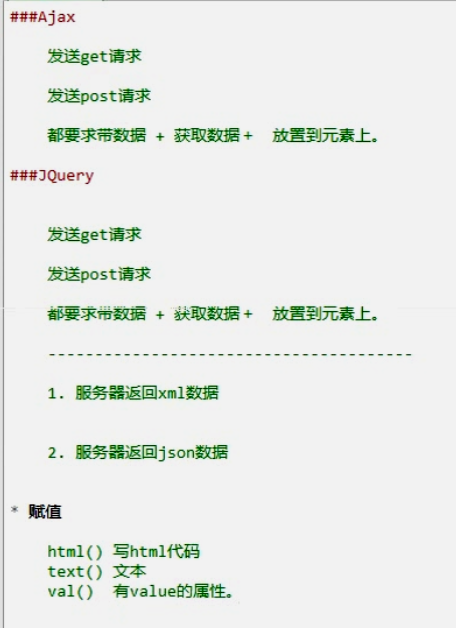 ###Ajax
发送get请求
发送post请求
都要求带数据 + 获取数据+ 放置到元素上。
###JQuery
发送get请求
发送post请求
都要求带数据 + 获取数据+ 放置到元素上。
---------------------------------------
1. 服务器返回xml数据
2. 服务器返回json数据
* 赋值
html() 写html代码
text() 文本
val() 有value的属性。